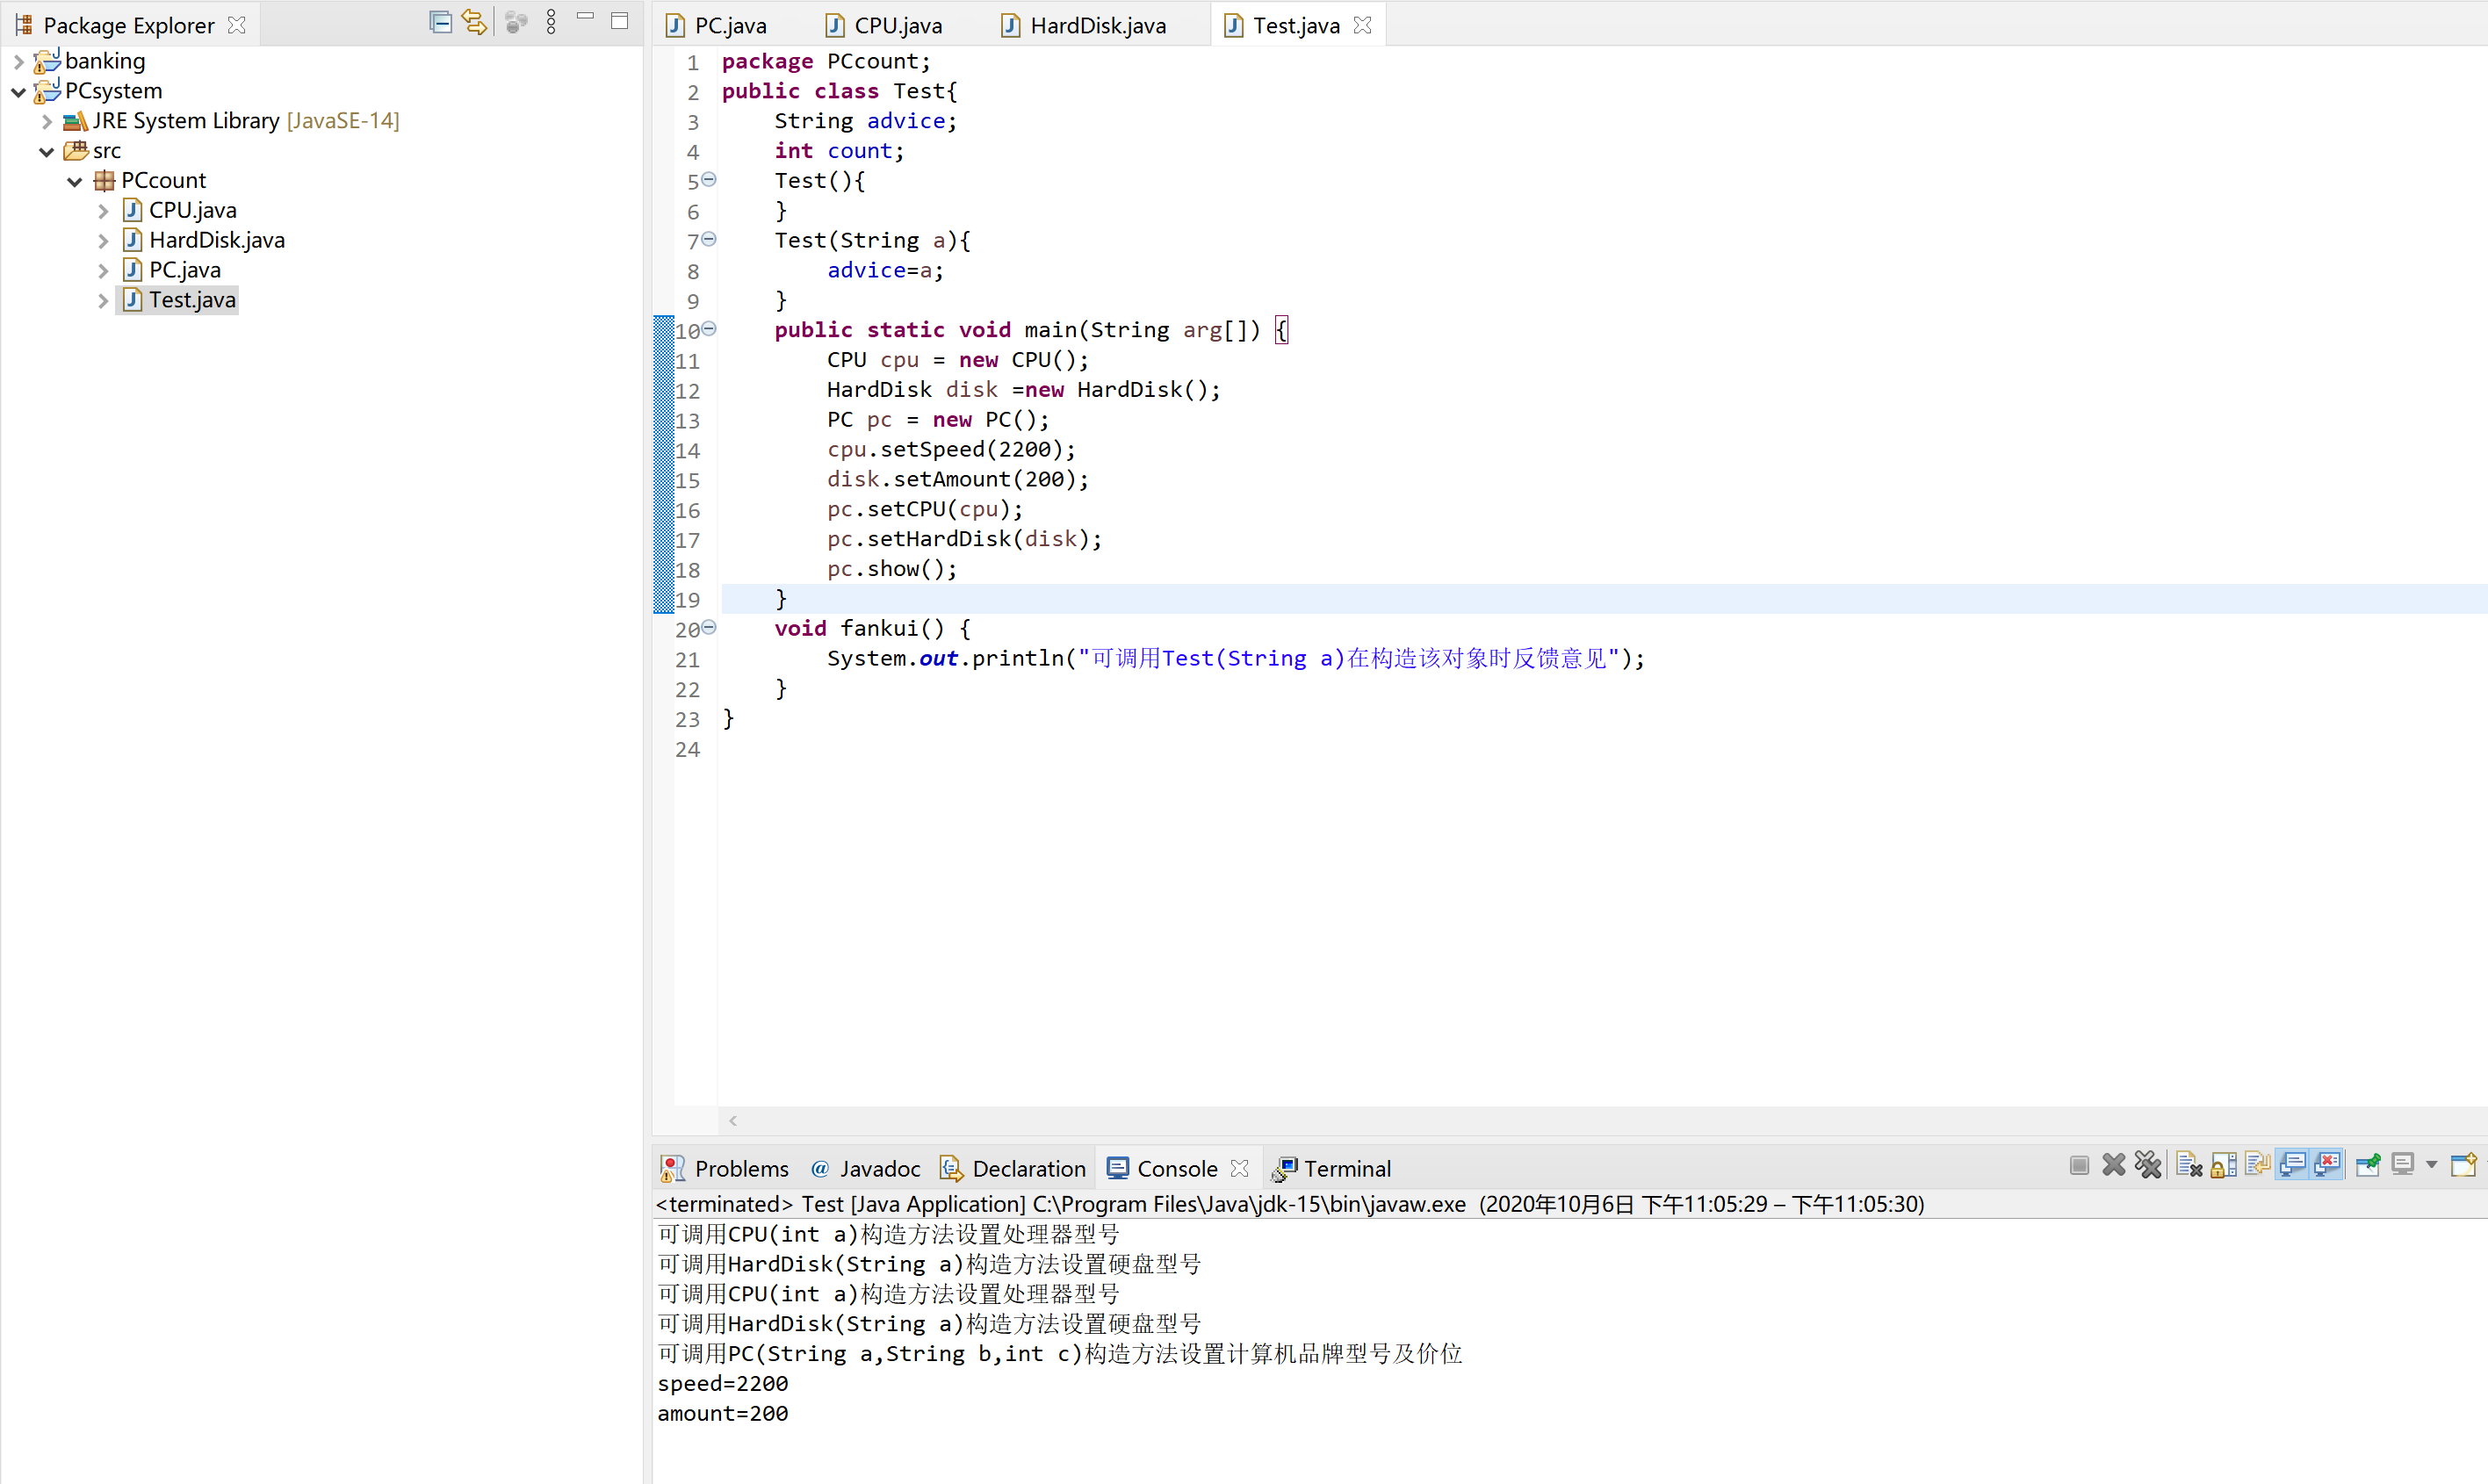 Package Explorer
banking
PCsystem
JRE System Library [JavaSE-14]
src
PCcount
CPU.java
HardDisk.java
PC.java
Test.java
PC.java CPU.java HardDisk.java Test.java
1 package PCcount;
2 public class Test{
3 String advice;
4 int count;
5 Test(){
6 }
7 Test(String a){
8 advice=a;
9 }
10 public static void main(String arg[]) {
11 CPU cpu = new CPU();
12 HardDisk disk =new HardDisk();
13 PC pc = new PC();
14 cpu.setSpeed(2200);
15 disk.setAmount(200);
16 pc.setCPU(cpu);
17 pc.setHardDisk(disk);
18 pc.show();
19 }
20 void fankui() {
21 System.out.println("可调用Test(String a)在构造该对象时反馈意见");
22 }
23 }
24
Problems Javadoc Declaration Console Terminal
<terminated> Test [Java Application] C:\Program Files\Java\jdk-15\bin\javaw.exe (2020年10月6日 下午11:05:29 – 下午11:05:30)
可调用CPU(int a)构造方法设置处理器型号
可调用HardDisk(String a)构造方法设置硬盘型号
可调用CPU(int a)构造方法设置处理器型号
可调用HardDisk(String a)构造方法设置硬盘型号
可调用PC(String a,String b,int c)构造方法设置计算机品牌型号及价位
speed=2200
amount=200